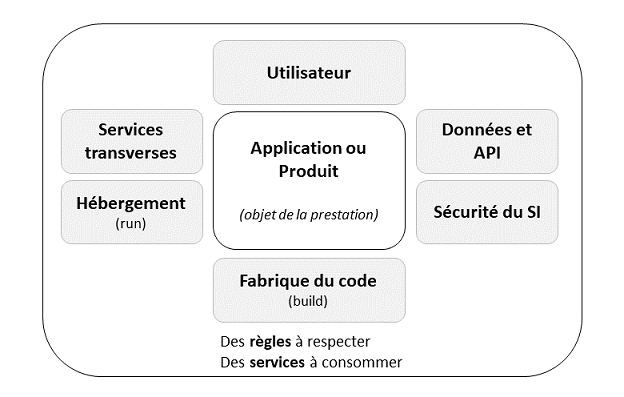 Utilisateur
Services
transverses
Application ou
Produit
(objet de la prestation)
Données et
API
Hébergement
(run)
Sécurité du SI
Fabrique du code
(build)
Des règles à respecter
Des services à consommer